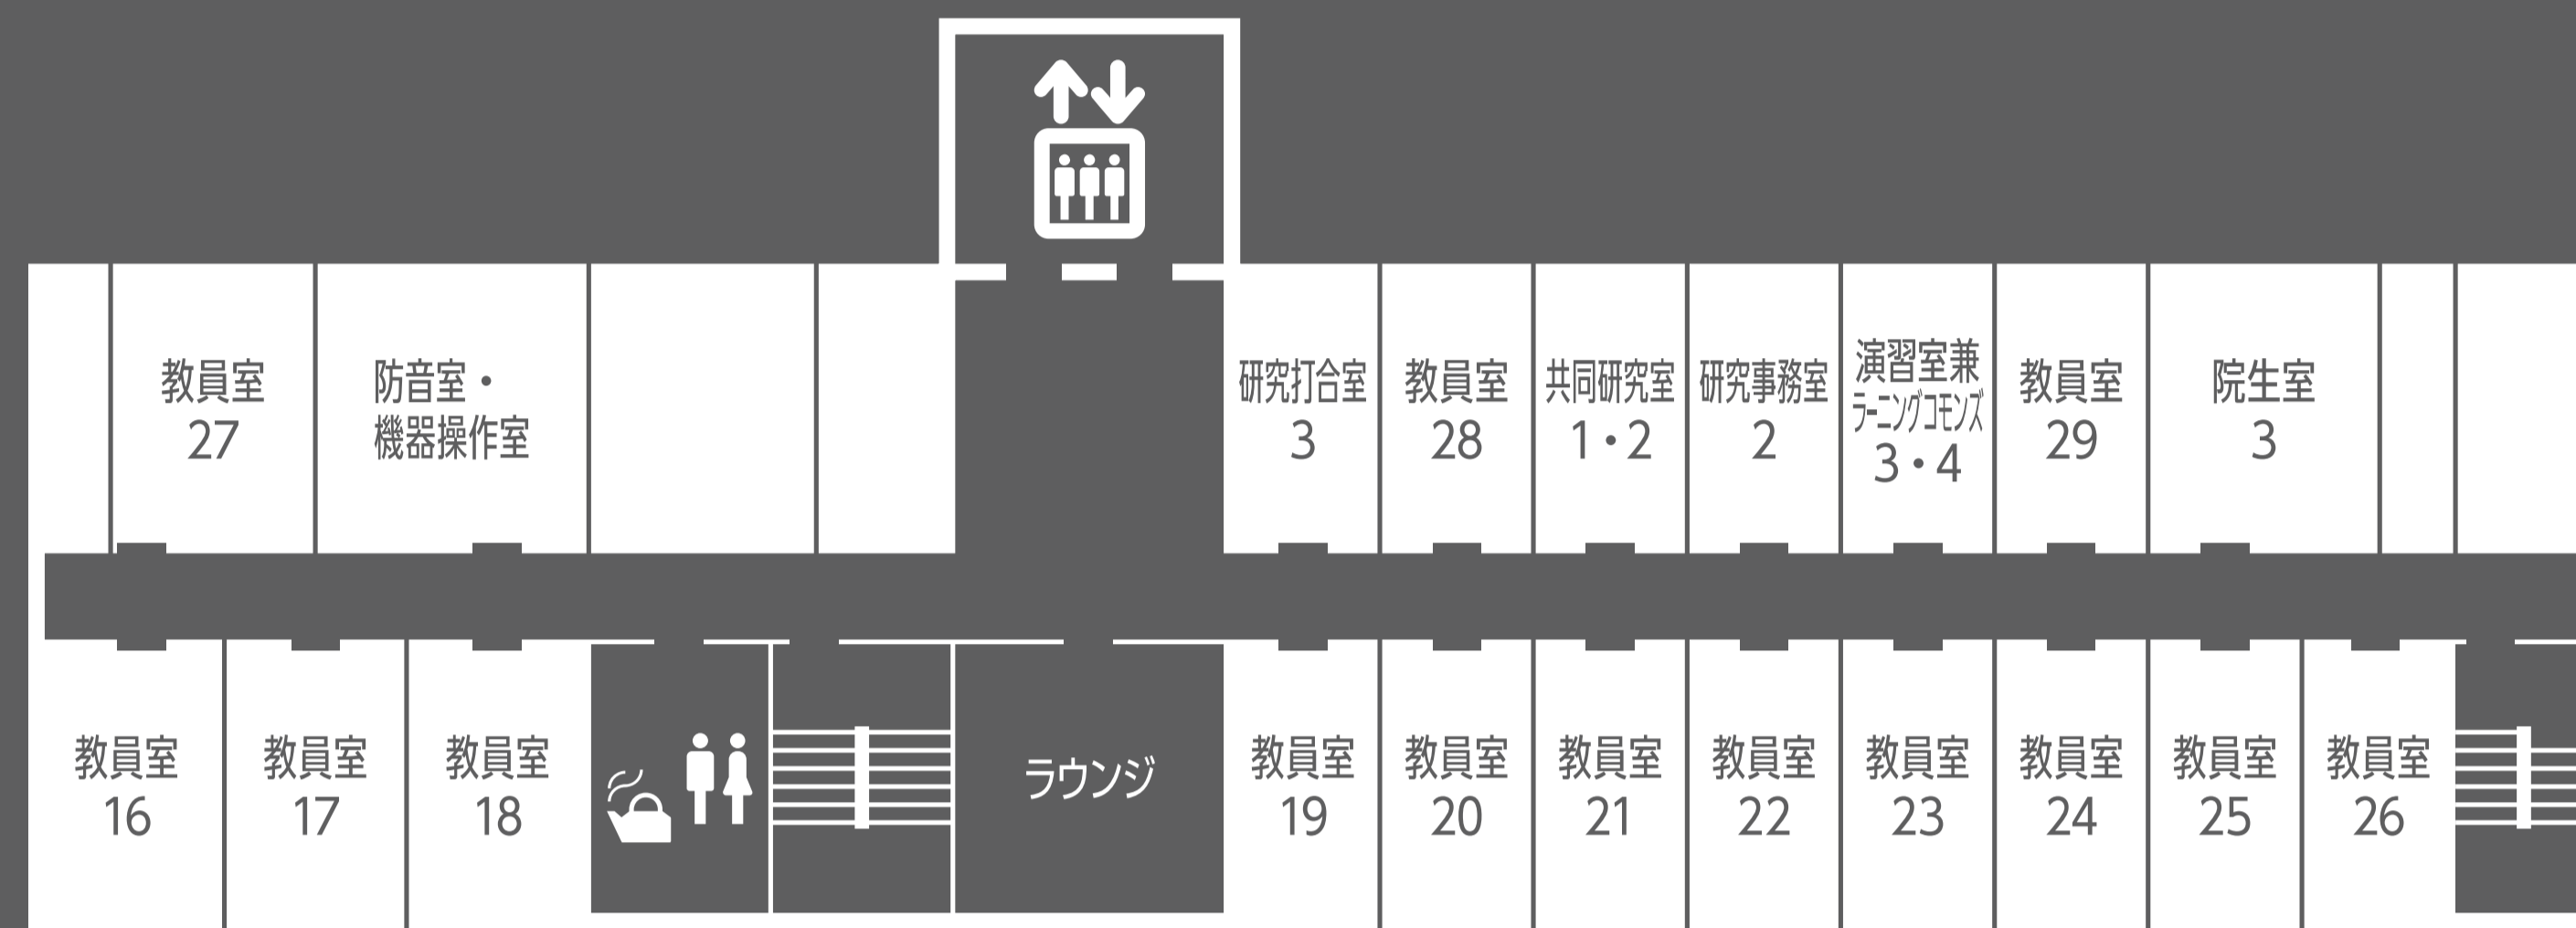 教員室
27
防音室・
機器操作室
研究打合室
3
教員室
28
共同研究室
1・2
研究事務室
2
演習室兼
ラーニングコモンズ
3・4
教員室
29
院生室
3
教員室
16
教員室
17
教員室
18
ラウンジ
教員室
19
教員室
20
教員室
21
教員室
22
教員室
23
教員室
24
教員室
25
教員室
26